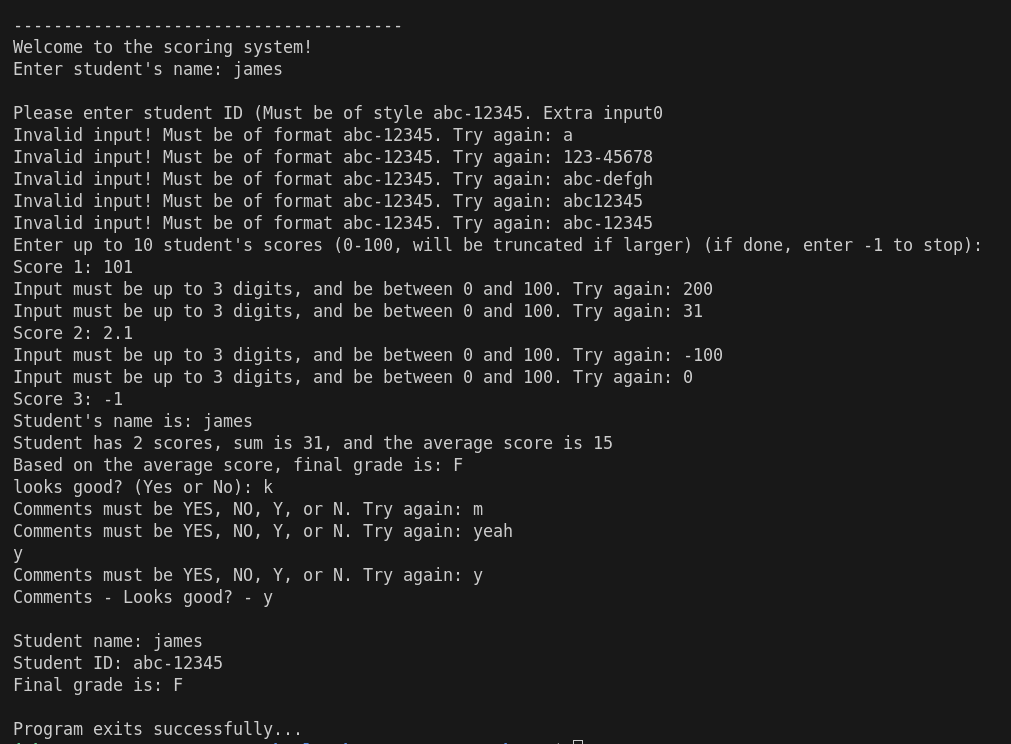 ---------------------------------------
Welcome to the scoring system!
Enter student's name: james
Please enter student ID (Must be of style abc-12345. Extra input0
Invalid input! Must be of format abc-12345. Try again: a
Invalid input! Must be of format abc-12345. Try again: 123-45678
Invalid input! Must be of format abc-12345. Try again: abc-defgh
Invalid input! Must be of format abc-12345. Try again: abc12345
Invalid input! Must be of format abc-12345. Try again: abc-12345
Enter up to 10 student's scores (0-100, will be truncated if larger) (if done, enter -1 to stop):
Score 1: 101
Input must be up to 3 digits, and be between 0 and 100. Try again: 200
Input must be up to 3 digits, and be between 0 and 100. Try again: 31
Score 2: 2.1
Input must be up to 3 digits, and be between 0 and 100. Try again: -100
Input must be up to 3 digits, and be between 0 and 100. Try again: 0
Score 3: -1
Student's name is: james
Student has 2 scores, sum is 31, and the average score is 15
Based on the average score, final grade is: F
looks good? (Yes or No): k
Comments must be YES, NO, Y, or N. Try again: m
Comments must be YES, NO, Y, or N. Try again: yeah
y
Comments must be YES, NO, Y, or N. Try again: y
Comments - Looks good? - y
Student name: james
Student ID: abc-12345
Final grade is: F
Program exits successfully...